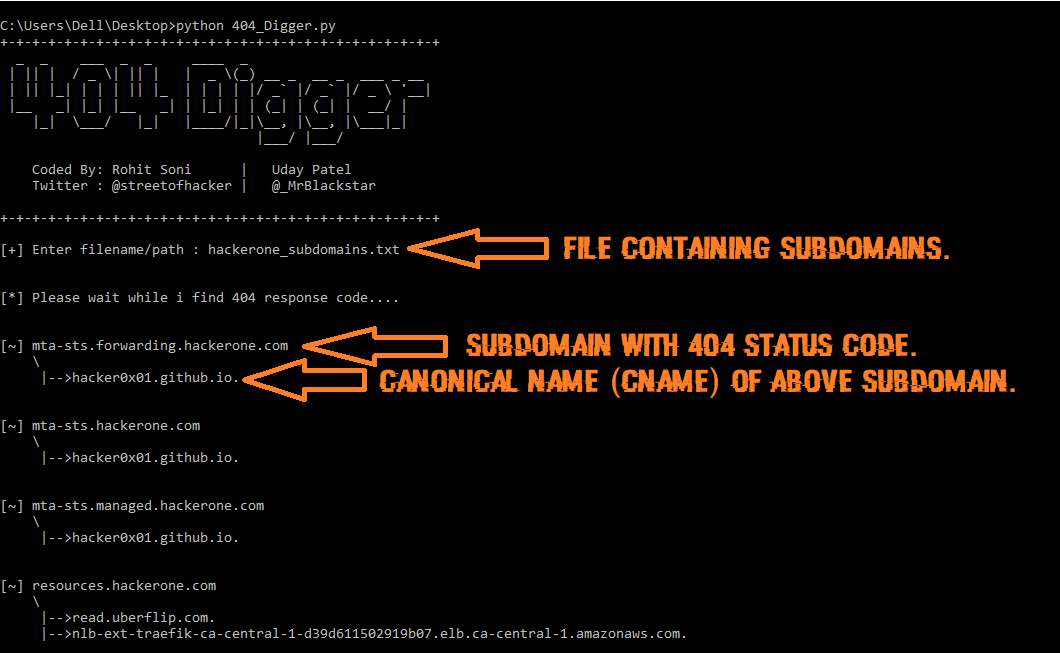 C:\Users\Dell\Desktop>python 404_Digger.py
+-+-+-+-+-+-+-+-+-+-+-+-+-+-+-+-+-+-+-+-+-+-+-+-+-+-+-+
404 Digger
Coded By: Rohit Soni | Uday Patel
Twitter : @streetofhacker | @_MrBlackstar
+-+-+-+-+-+-+-+-+-+-+-+-+-+-+-+-+-+-+-+-+-+-+-+-+-+-+-+
[+] Enter filename/path : hackerone_subdomains.txt FILE CONTAINING SUBDOMAINS.
[*] Please wait while i find 404 response code....
[~] mta-sts.forwarding.hackerone.com SUBDOMAIN WITH 404 STATUS CODE.
\
|-->hacker0x01.github.io. CANONICAL NAME (CNAME) OF ABOVE SUBDOMAIN.
[~] mta-sts.hackerone.com
\
|-->hacker0x01.github.io.
[~] mta-sts.managed.hackerone.com
\
|-->hacker0x01.github.io.
[~] resources.hackerone.com
\
|-->read.uberflip.com.
|-->nlb-ext-traefik-ca-central-1-d39d611502919b07.elb.ca-central-1.amazonaws.com.